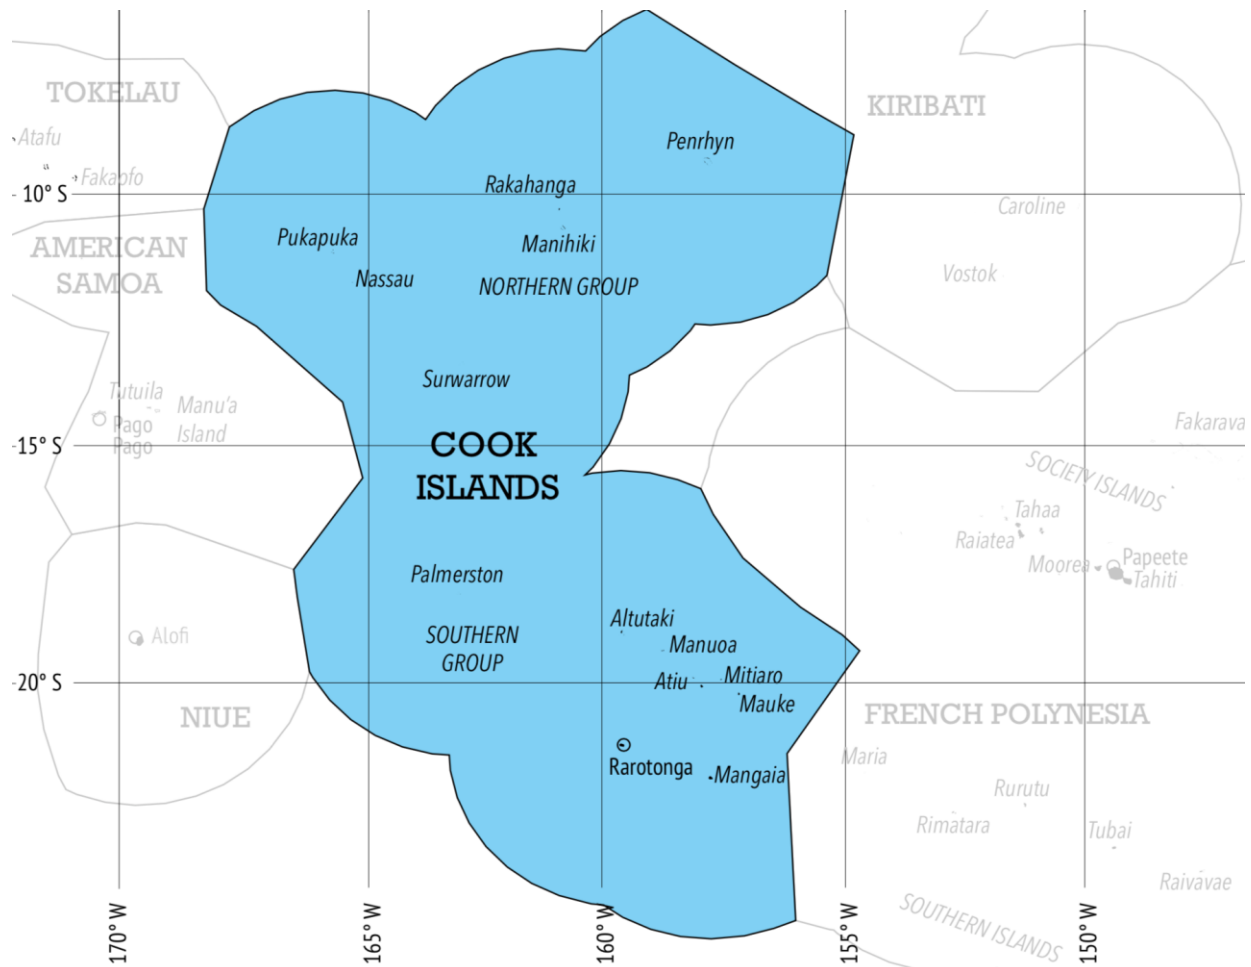 TOKELAU
KIRIBATI
Atafu
Penrhyn
Fakaofo
Rakahanga
10° S
Caroline
Pukapuka
Manihiki
AMERICAN
SAMOA
Nassau
NORTHERN GROUP
Vostok
Surwarrow
Tutuila
Manu'a
Island
Pago
Pago
Fakarava
15° S
COOK
ISLANDS
SOCIETY ISLANDS
Tahaa
Raiatea
Papeete
Moorea
Tahiti
Palmerston
Altutaki
Alofi
SOUTHERN
GROUP
Manuoa
Mitiaro
Atiu
20° S
Mauke
NIUE
FRENCH POLYNESIA
Maria
Rarotonga
Mangaia
Rurutu
Rimatara
Tubai
Raivavae
SOUTHERN ISLANDS
170° W
165° W
160° W
155° W
150° W